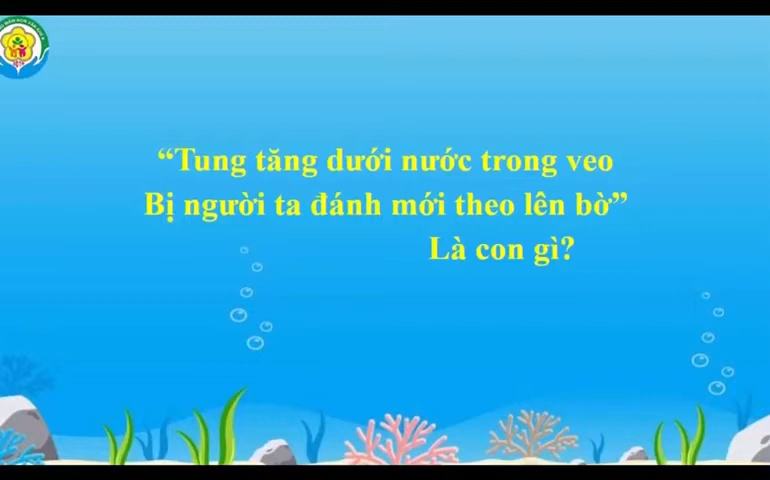 “Tung tăng dưới nước trong veo
Bị người ta đánh mới theo lên bờ”
Là con gì?